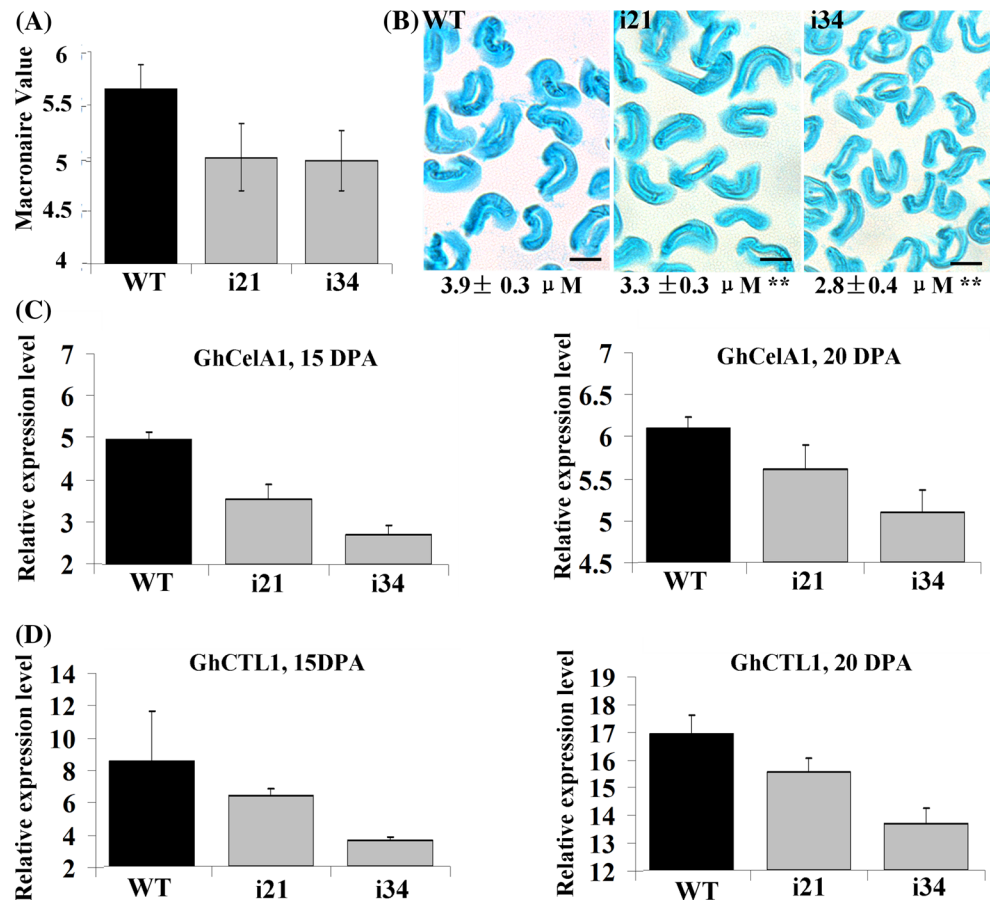 (A)
Macronaire Value
6
5.5
5
4.5
4
WT
i21
i34
(B)
WT
i21
i34
3.9± 0.3 μM
3.3 ±0.3 μM **
2.8±0.4 μM **
(C)
GhCelA1, 15 DPA
Relative expression level
7
6
5
4
3
2
WT
i21
i34
GhCelA1, 20 DPA
Relative expression level
7
6.5
6
5.5
5
4.5
WT
i21
i34
(D)
GhCTL1, 15DPA
Relative expression level
14
12
10
8
6
4
2
WT
i21
i34
GhCTL1, 20 DPA
Relative expression level
19
18
17
16
15
14
13
12
WT
i21
i34